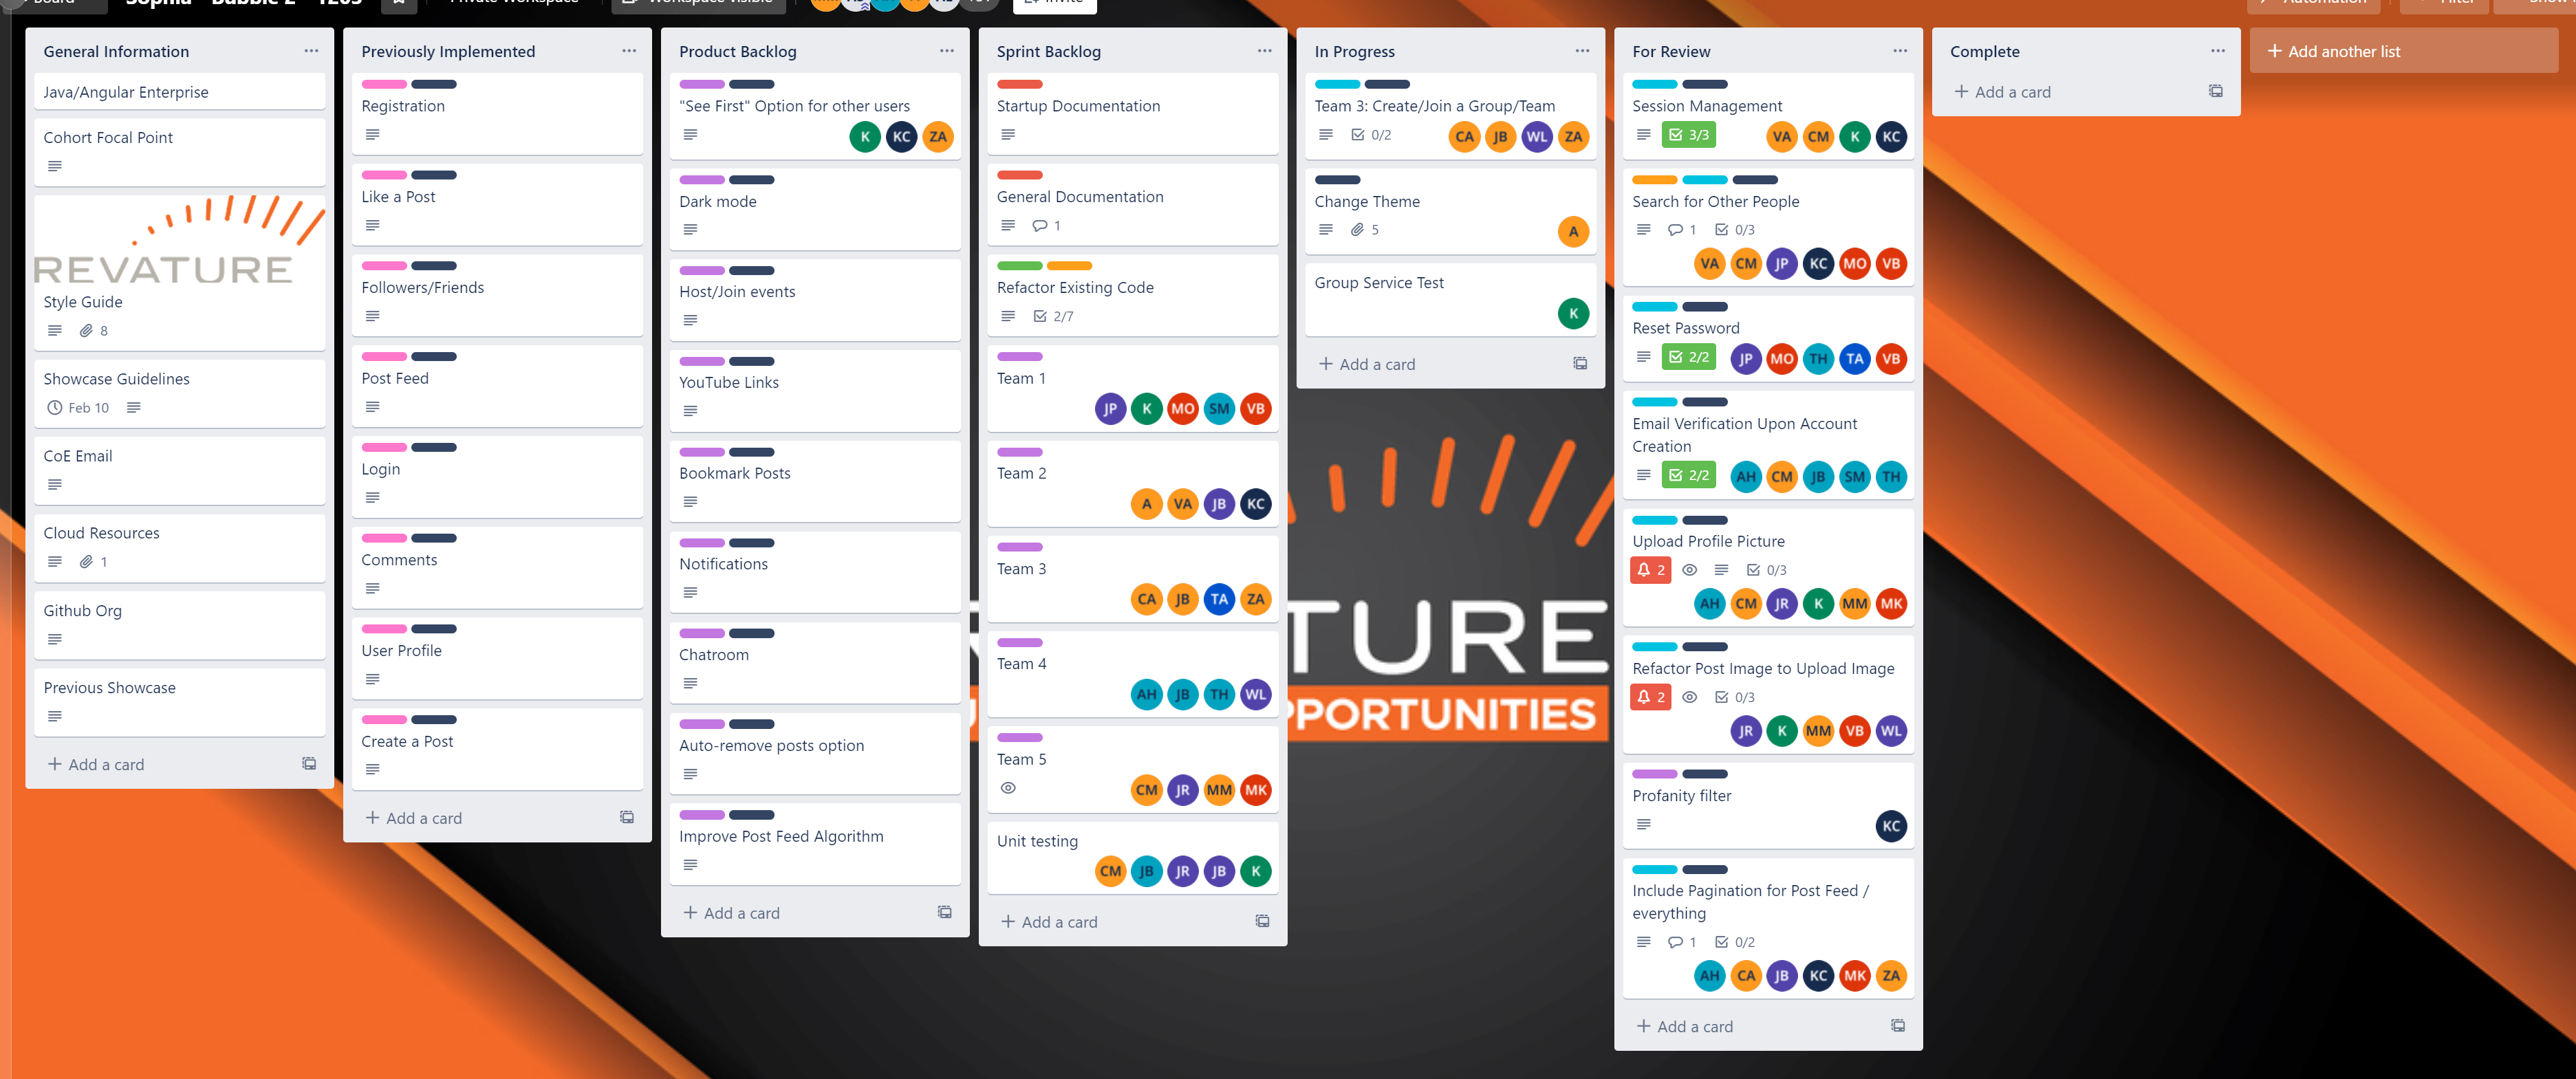 General Information
Java/Angular Enterprise
Cohort Focal Point
REVATURE
Style Guide
8
Showcase Guidelines
Feb 10
CoE Email
Cloud Resources
1
Github Org
Previous Showcase
+ Add a card
Previously Implemented
Registration
Like a Post
Followers/Friends
Post Feed
Login
Comments
User Profile
Create a Post
+ Add a card
Product Backlog
"See First" Option for other users
K KC ZA
Dark mode
Host/Join events
YouTube Links
Bookmark Posts
Notifications
Chatroom
Auto-remove posts option
Improve Post Feed Algorithm
+ Add a card
Sprint Backlog
Startup Documentation
General Documentation
1
Refactor Existing Code
2/7
Team 1
JP K MO SM VB
Team 2
A VA JB KC
Team 3
CA JB TA ZA
Team 4
AH JB TH WL
Team 5
CM JR MM MK
Unit testing
CM JB JR JB K
+ Add a card
In Progress
Team 3: Create/Join a Group/Team
0/2 CA JB WL ZA
Change Theme
5 A
Group Service Test
K
+ Add a card
TURE
PPORTUNITIES
For Review
Session Management
3/3 VA CM K KC
Search for Other People
1 0/3
VA CM JP KC MO VB
Reset Password
2/2 JP MO TH TA VB
Email Verification Upon Account
Creation
2/2 AH CM JB SM TH
Upload Profile Picture
2 0/3
AH CM JR K MM MK
Refactor Post Image to Upload Image
2 0/3
JR K MM VB WL
Profanity filter
KC
Include Pagination for Post Feed /
everything
1 0/2
AH CA JB KC MK ZA
+ Add a card
Complete
+ Add a card
+ Add another list